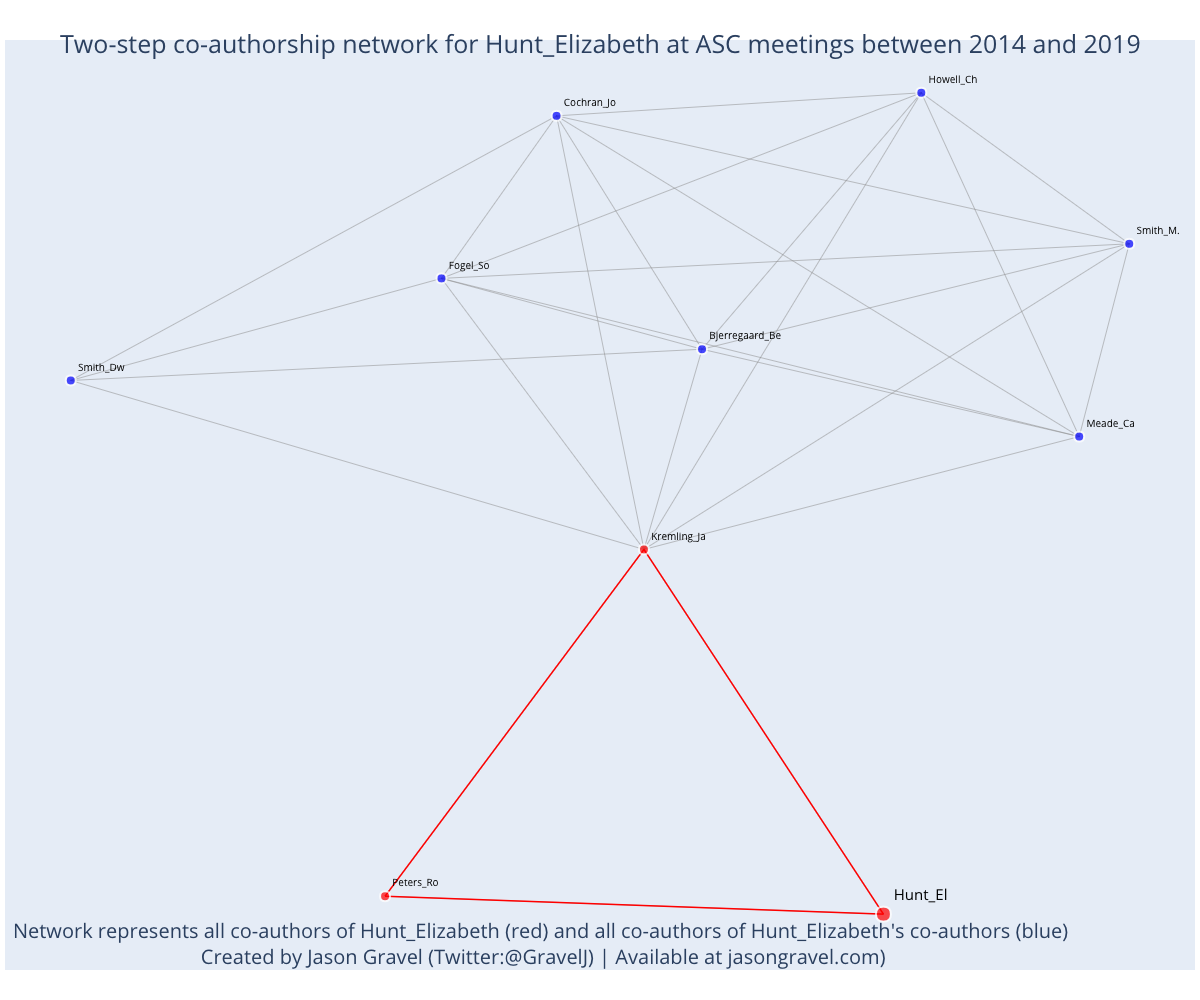 Two-step co-authorship network for Hunt_Elizabeth at ASC meetings between 2014 and 2019
Howell_Ch
Cochran_Jo
Smith_M.
Fogel_So
Bjerregaard_Be
Smith_Dw
Meade_Ca
Kremling_Ja
Peters_Ro
Hunt_El
Network represents all co-authors of Hunt_Elizabeth (red) and all co-authors of Hunt_Elizabeth's co-authors (blue)
Created by Jason Gravel (Twitter:@GravelJ) | Available at jasongravel.com)